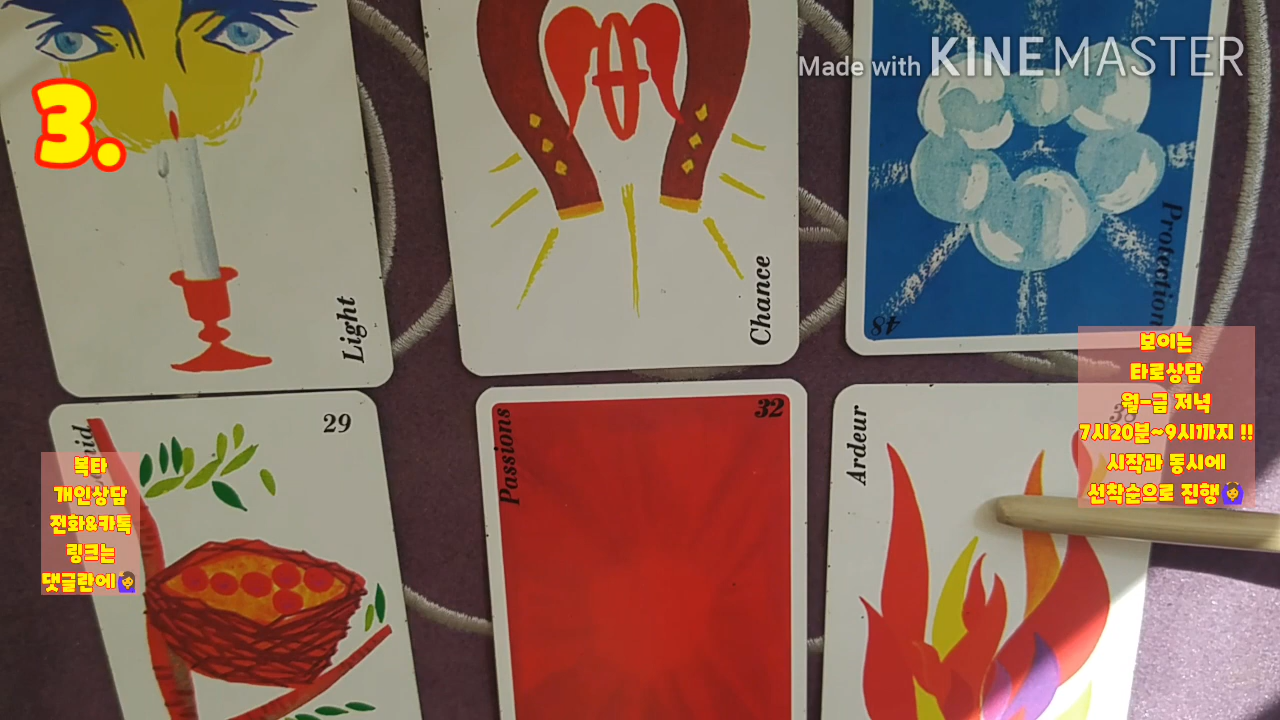 Made with KINEMASTER
3.
Light
Chance
Protection
48
29
Passions
32
Ardeur
보이는
타로상담
월-금 저녁
7시20분~9시까지 !!
시작과 동시에
선착순으로 진행🙆‍♀️
복타
개인상담
전화&카톡
링크는
댓글란에🙋‍♀️